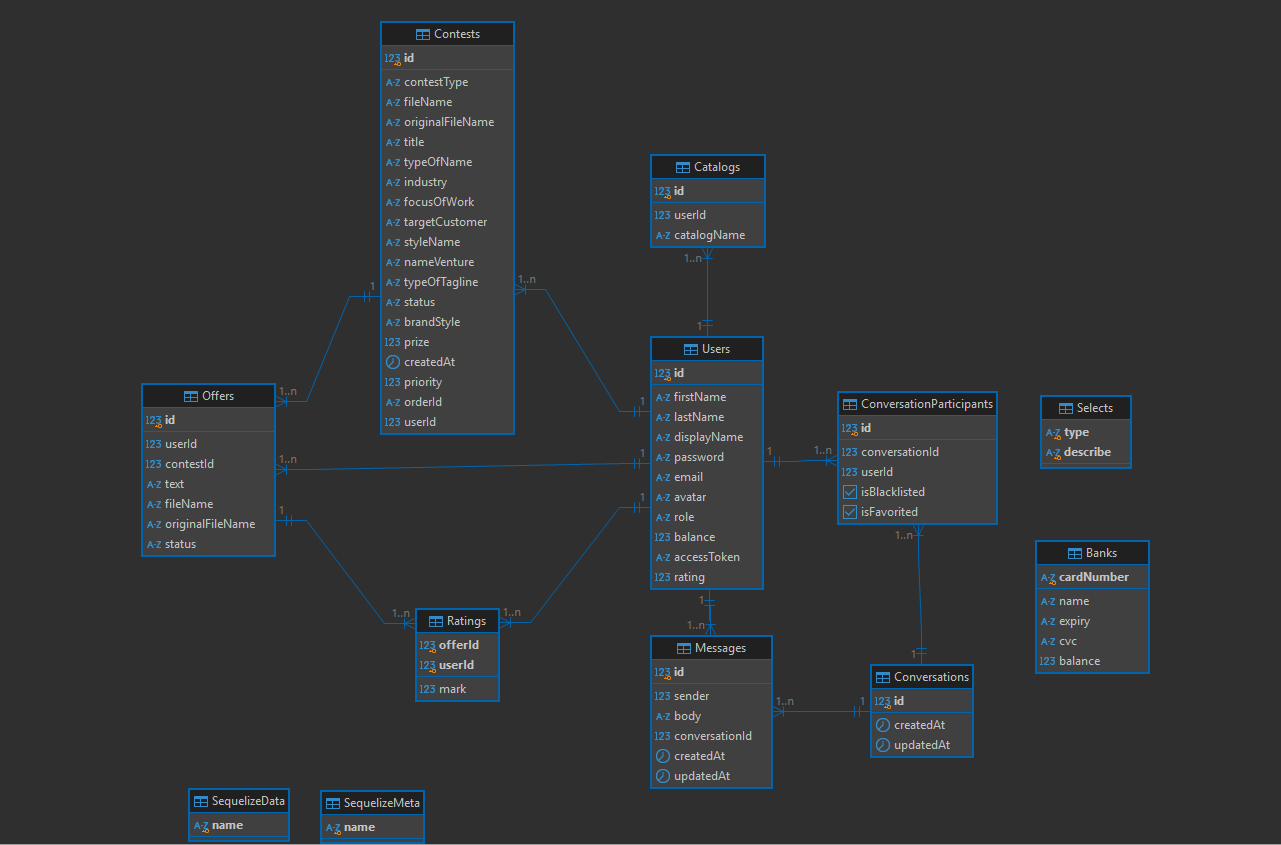 Contests
123 id
A-Z contestType
A-Z fileName
A-Z originalFileName
A-Z title
A-Z typeOfName
A-Z industry
A-Z focusOfWork
A-Z targetCustomer
A-Z styleName
A-Z nameVenture
A-Z typeOfTagline
A-Z status
A-Z brandStyle
123 prize
createdAt
123 priority
A-Z orderId
123 userId
Catalogs
123 id
123 userId
A-Z catalogName
1..n
1
1..n
1
1
1..n
Users
123 id
A-Z firstName
A-Z lastName
A-Z displayName
A-Z password
A-Z email
A-Z avatar
A-Z role
123 balance
A-Z accessToken
123 rating
Offers
123 id
123 userId
123 contestId
A-Z text
A-Z fileName
A-Z originalFileName
A-Z status
1..n
1
1
1
1..n
1..n
1
1..n
ConversationParticipants
123 id
123 conversationId
123 userId
isBlacklisted
isFavorited
1..n
1
Selects
A-Z type
A-Z describe
Banks
A-Z cardNumber
A-Z name
A-Z expiry
A-Z cvc
123 balance
Ratings
123 offerId
123 userId
123 mark
1
1..n
Messages
123 id
123 sender
A-Z body
123 conversationId
createdAt
updatedAt
1..n
1
Conversations
123 id
createdAt
updatedAt
SequelizeData
A-Z name
SequelizeMeta
A-Z name